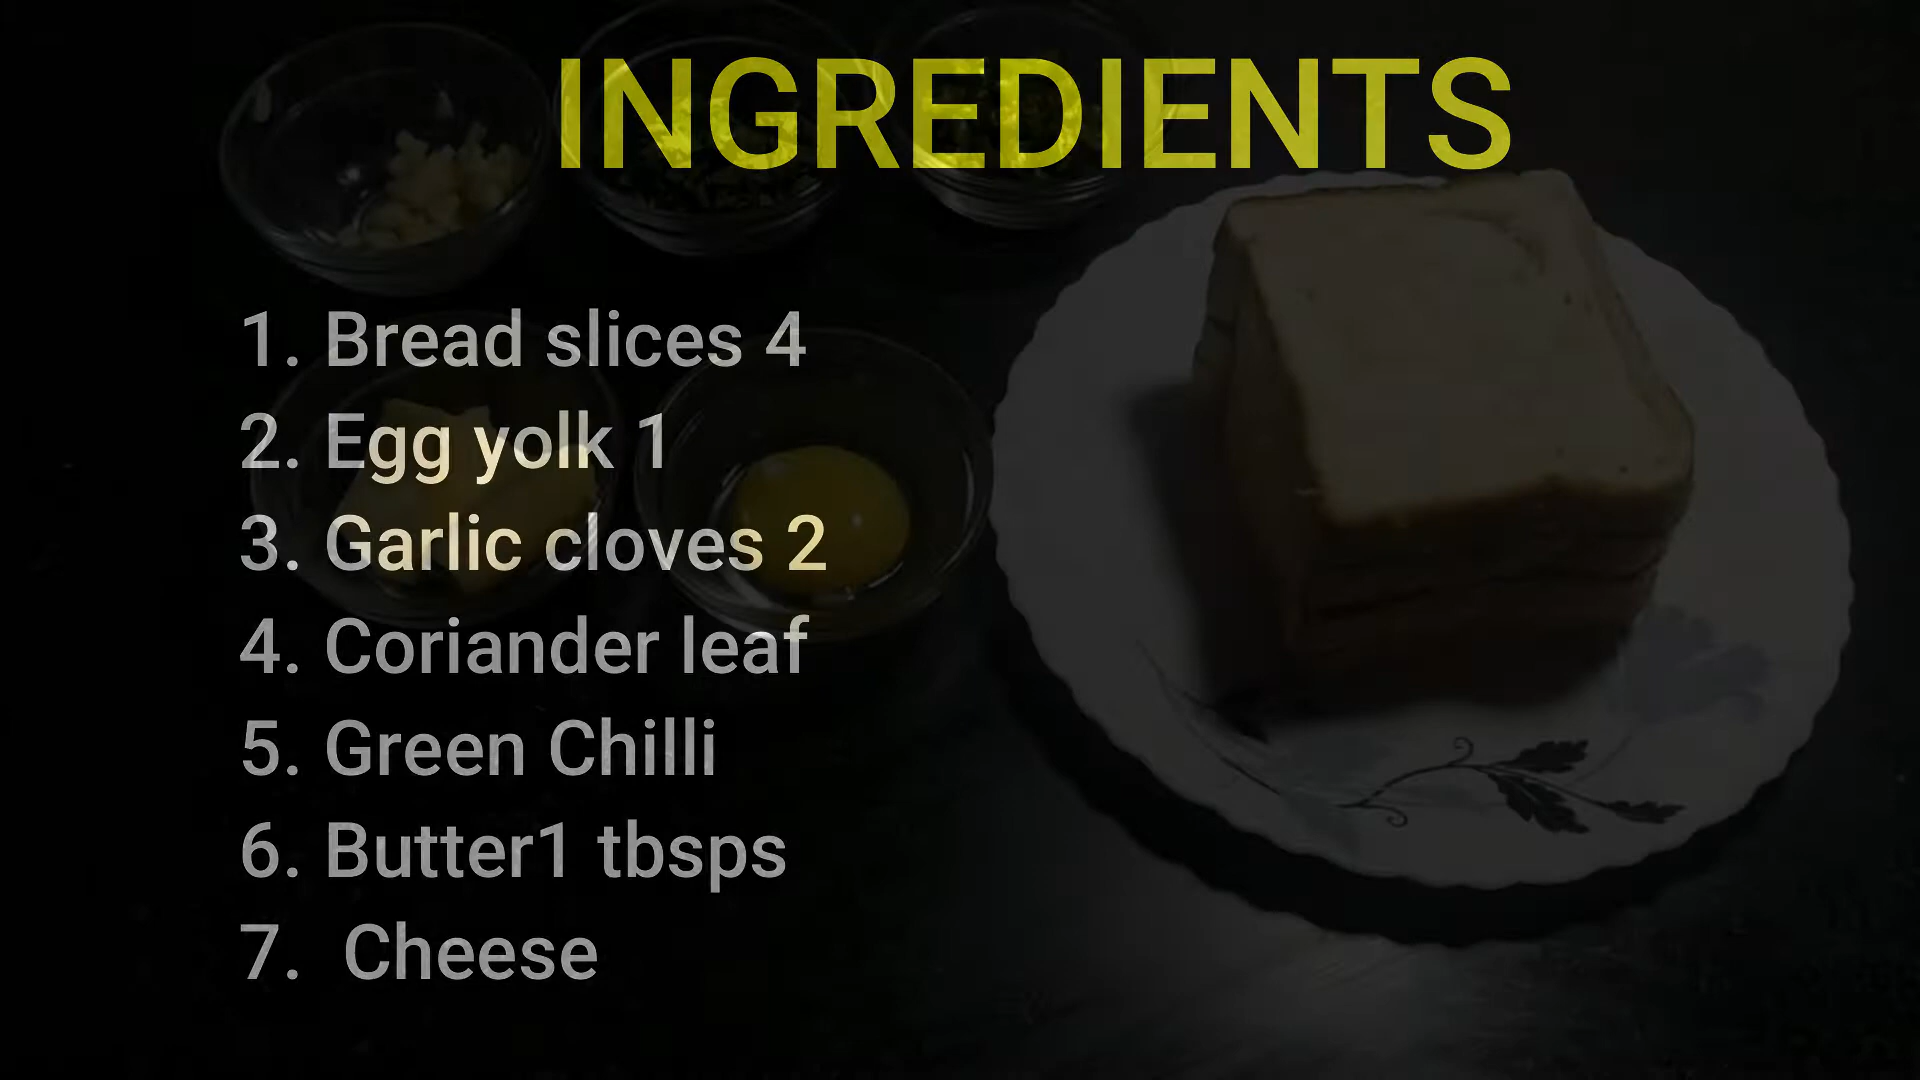 INGREDIENTS
1. Bread slices 4
2. Egg yolk 1
3. Garlic cloves 2
4. Coriander leaf
5. Green Chilli
6. Butter1 tbsps
7. Cheese